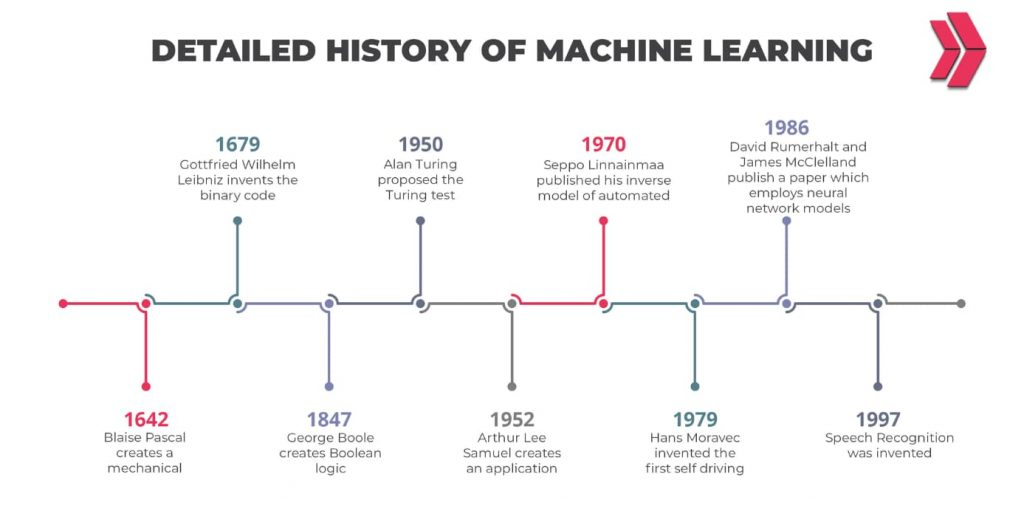 DETAILED HISTORY OF MACHINE LEARNING
1679
Gottfried Wilhelm
Leibniz invents the
binary code
1950
Alan Turing
proposed the
Turing test
1970
Seppo Linnainmaa
published his inverse
model of automated
1986
David Rumerhalt and
James McClelland
publish a paper which
employs neural
network models
1642
Blaise Pascal
creates a
mechanical
1847
George Boole
creates Boolean
logic
1952
Arthur Lee
Samuel creates
an application
1979
Hans Moravec
invented the
first self driving
1997
Speech Recognition
was invented